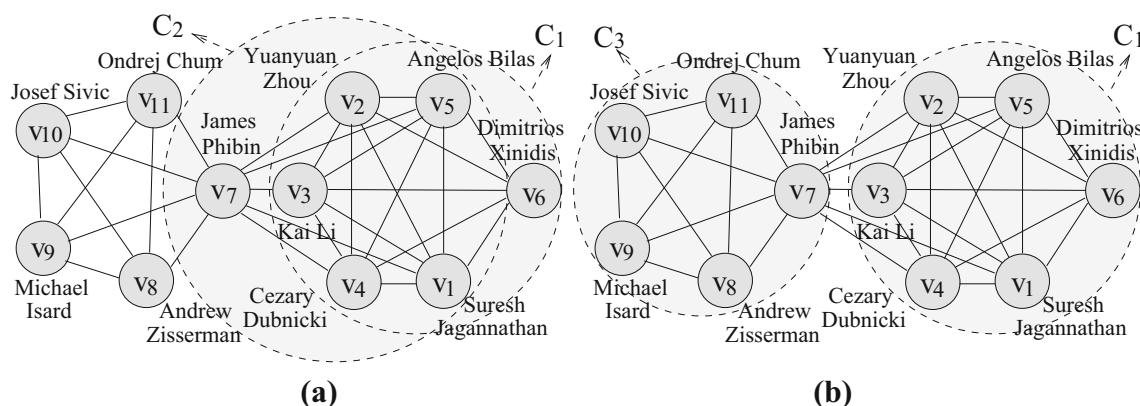 C2
C1
Ondrej Chum
Yuanyuan
Zhou
Angelos Bilas
Josef Sivic
V11
V2
V5
V10
James
Phibin
Dimitrios
Xinidis
V7
V3
V6
V9
Kai Li
V8
V4
V1
Michael
Isard
Andrew
Zisserman
Cezary
Dubnicki
Suresh
Jagannathan
(a)
C3
C1
Ondrej Chum
Yuanyuan
Zhou
Angelos Bilas
Josef Sivic
V11
V2
V5
V10
James
Phibin
Dimitrios
Xinidis
V7
V3
V6
V9
Kai Li
V8
V4
V1
Michael
Isard
Andrew
Zisserman
Cezary
Dubnicki
Suresh
Jagannathan
(b)